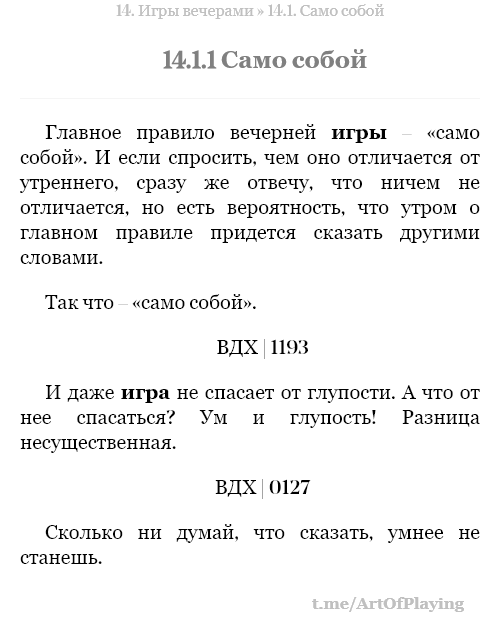 14. Игры вечерами » 14.1. Само собой
14.1.1 Само собой
Главное правило вечерней игры – «само
собой». И если спросить, чем оно отличается от
утреннего, сразу же отвечу, что ничем не
отличается, но есть вероятность, что утром о
главном правиле придется сказать другими
словами.
Так что – «само собой».
ВДХ | 1193
И даже игра не спасает от глупости. А что от
нее спасаться? Ум и глупость! Разница
несущественная.
ВДХ | 0127
Сколько ни думай, что сказать, умнее не
станешь.
t.me/ArtOfPlaying